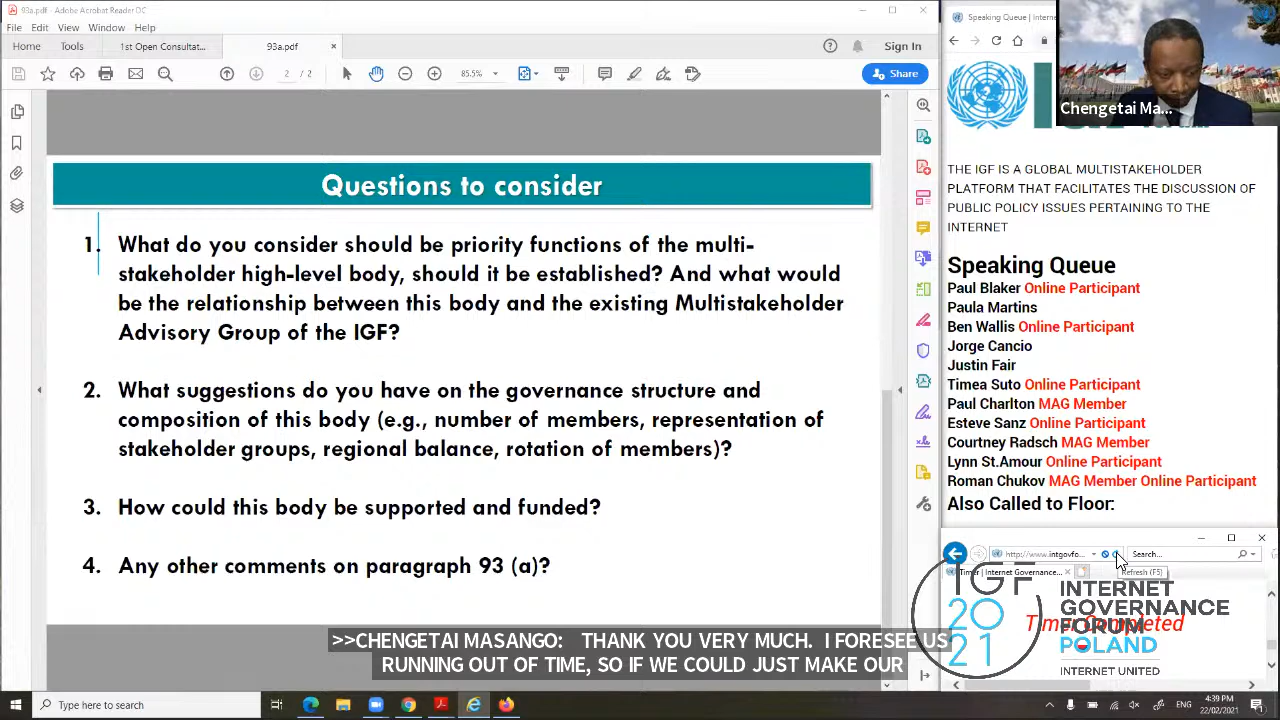 93a.pdf - Adobe Acrobat Reader DC
File Edit View Window Help
Home Tools 1st Open Consultat... 93a.pdf × Sign In
2 / 2 85.5% Share
Questions to consider
1. What do you consider should be priority functions of the multi-
stakeholder high-level body, should it be established? And what would
be the relationship between this body and the existing Multistakeholder
Advisory Group of the IGF?
2. What suggestions do you have on the governance structure and
composition of this body (e.g., number of members, representation of
stakeholder groups, regional balance, rotation of members)?
3. How could this body be supported and funded?
4. Any other comments on paragraph 93 (a)?
>>CHENGETAI MASANGO: THANK YOU VERY MUCH. I FORESEE US
RUNNING OUT OF TIME, SO IF WE COULD JUST MAKE OUR
Speaking Queue | Interne
Chengetai Ma...
THE IGF IS A GLOBAL MULTISTAKEHOLDER
PLATFORM THAT FACILITATES THE DISCUSSION OF
PUBLIC POLICY ISSUES PERTAINING TO THE
INTERNET
Speaking Queue
Paul Blaker Online Participant
Paula Martins
Ben Wallis Online Participant
Jorge Cancio
Justin Fair
Timea Suto Online Participant
Paul Charlton MAG Member
Esteve Sanz Online Participant
Courtney Radsch MAG Member
Lynn St.Amour Online Participant
Roman Chukov MAG Member Online Participant
Also Called to Floor:
http://www.intgovfo... Search...
Timer | Internet Governance... Refresh (F5)
Timer Completed
IGF
2021
INTERNET
GOVERNANCE
FORUM
POLAND
INTERNET UNITED
Type here to search
ENG
4:39 PM
22/02/2021